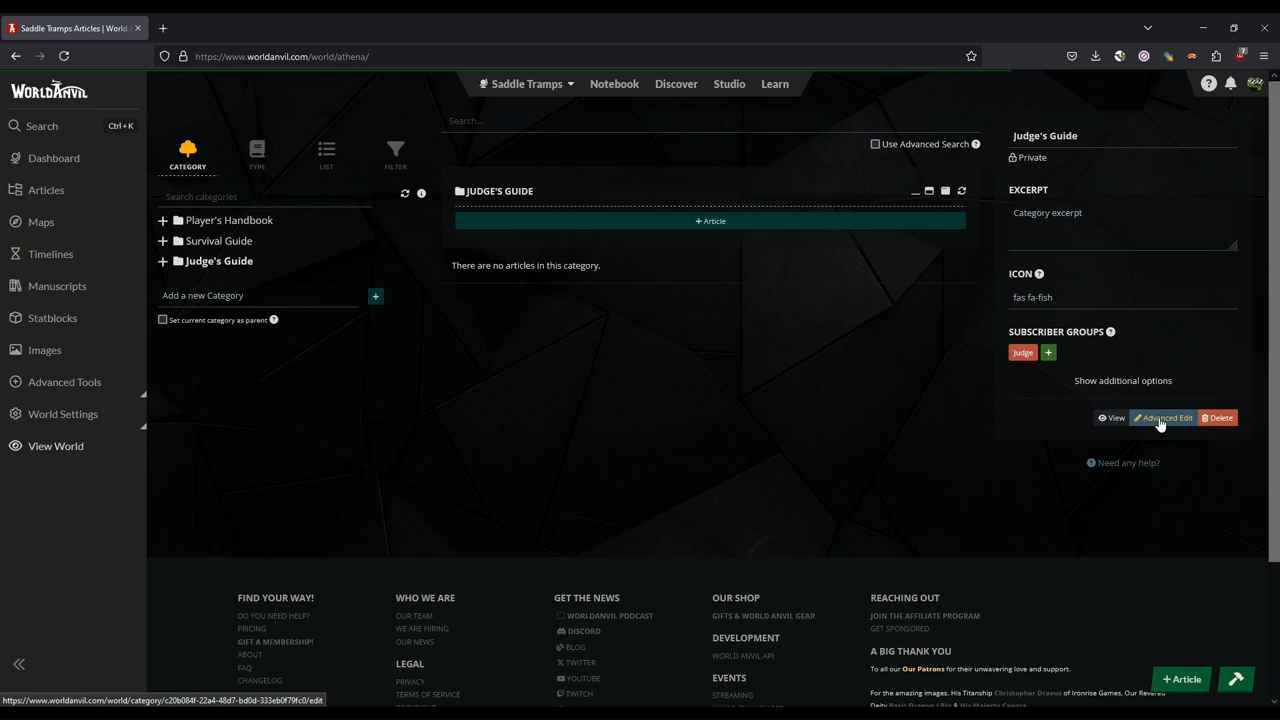 Saddle Tramps Articles | World A
https://www.worldanvil.com/world/athena/
7
WORLDANVIL
Saddle Tramps
Notebook
Discover
Studio
Learn
Search
Ctrl+K
Dashboard
Articles
Maps
Timelines
Manuscripts
Statblocks
Images
Advanced Tools
World Settings
View World
CATEGORY
TYPE
LIST
FILTER
Search categories
Player's Handbook
Survival Guide
Judge's Guide
Add a new Category
+
Set current category as parent
Search...
Use Advanced Search
JUDGE'S GUIDE
+ Article
There are no articles in this category.
Judge's Guide
Private
EXCERPT
Category excerpt
ICON
fas fa-fish
SUBSCRIBER GROUPS
Judge
+
Show additional options
View
Advanced Edit
Delete
Need any help?
FIND YOUR WAY!
DO YOU NEED HELP?
PRICING
GIFT A MEMBERSHIP!
ABOUT
FAQ
CHANGELOG
WHO WE ARE
OUR TEAM
WE ARE HIRING
OUR NEWS
LEGAL
PRIVACY
TERMS OF SERVICE
GET THE NEWS
WORLDANVIL PODCAST
DISCORD
BLOG
TWITTER
YOUTUBE
TWITCH
OUR SHOP
GIFTS & WORLD ANVIL GEAR
DEVELOPMENT
WORLD ANVIL API
EVENTS
STREAMING
REACHING OUT
JOIN THE AFFILIATE PROGRAM
GET SPONSORED
A BIG THANK YOU
To all our Our Patrons for their unwavering love and support.
For the amazing images. His Titanship Christopher Dravus of Ironrise Games, Our Revered
+ Article
https://www.worldanvil.com/world/category/c20b084f-22a4-48d7-bd0d-333eb0f79fc0/edit